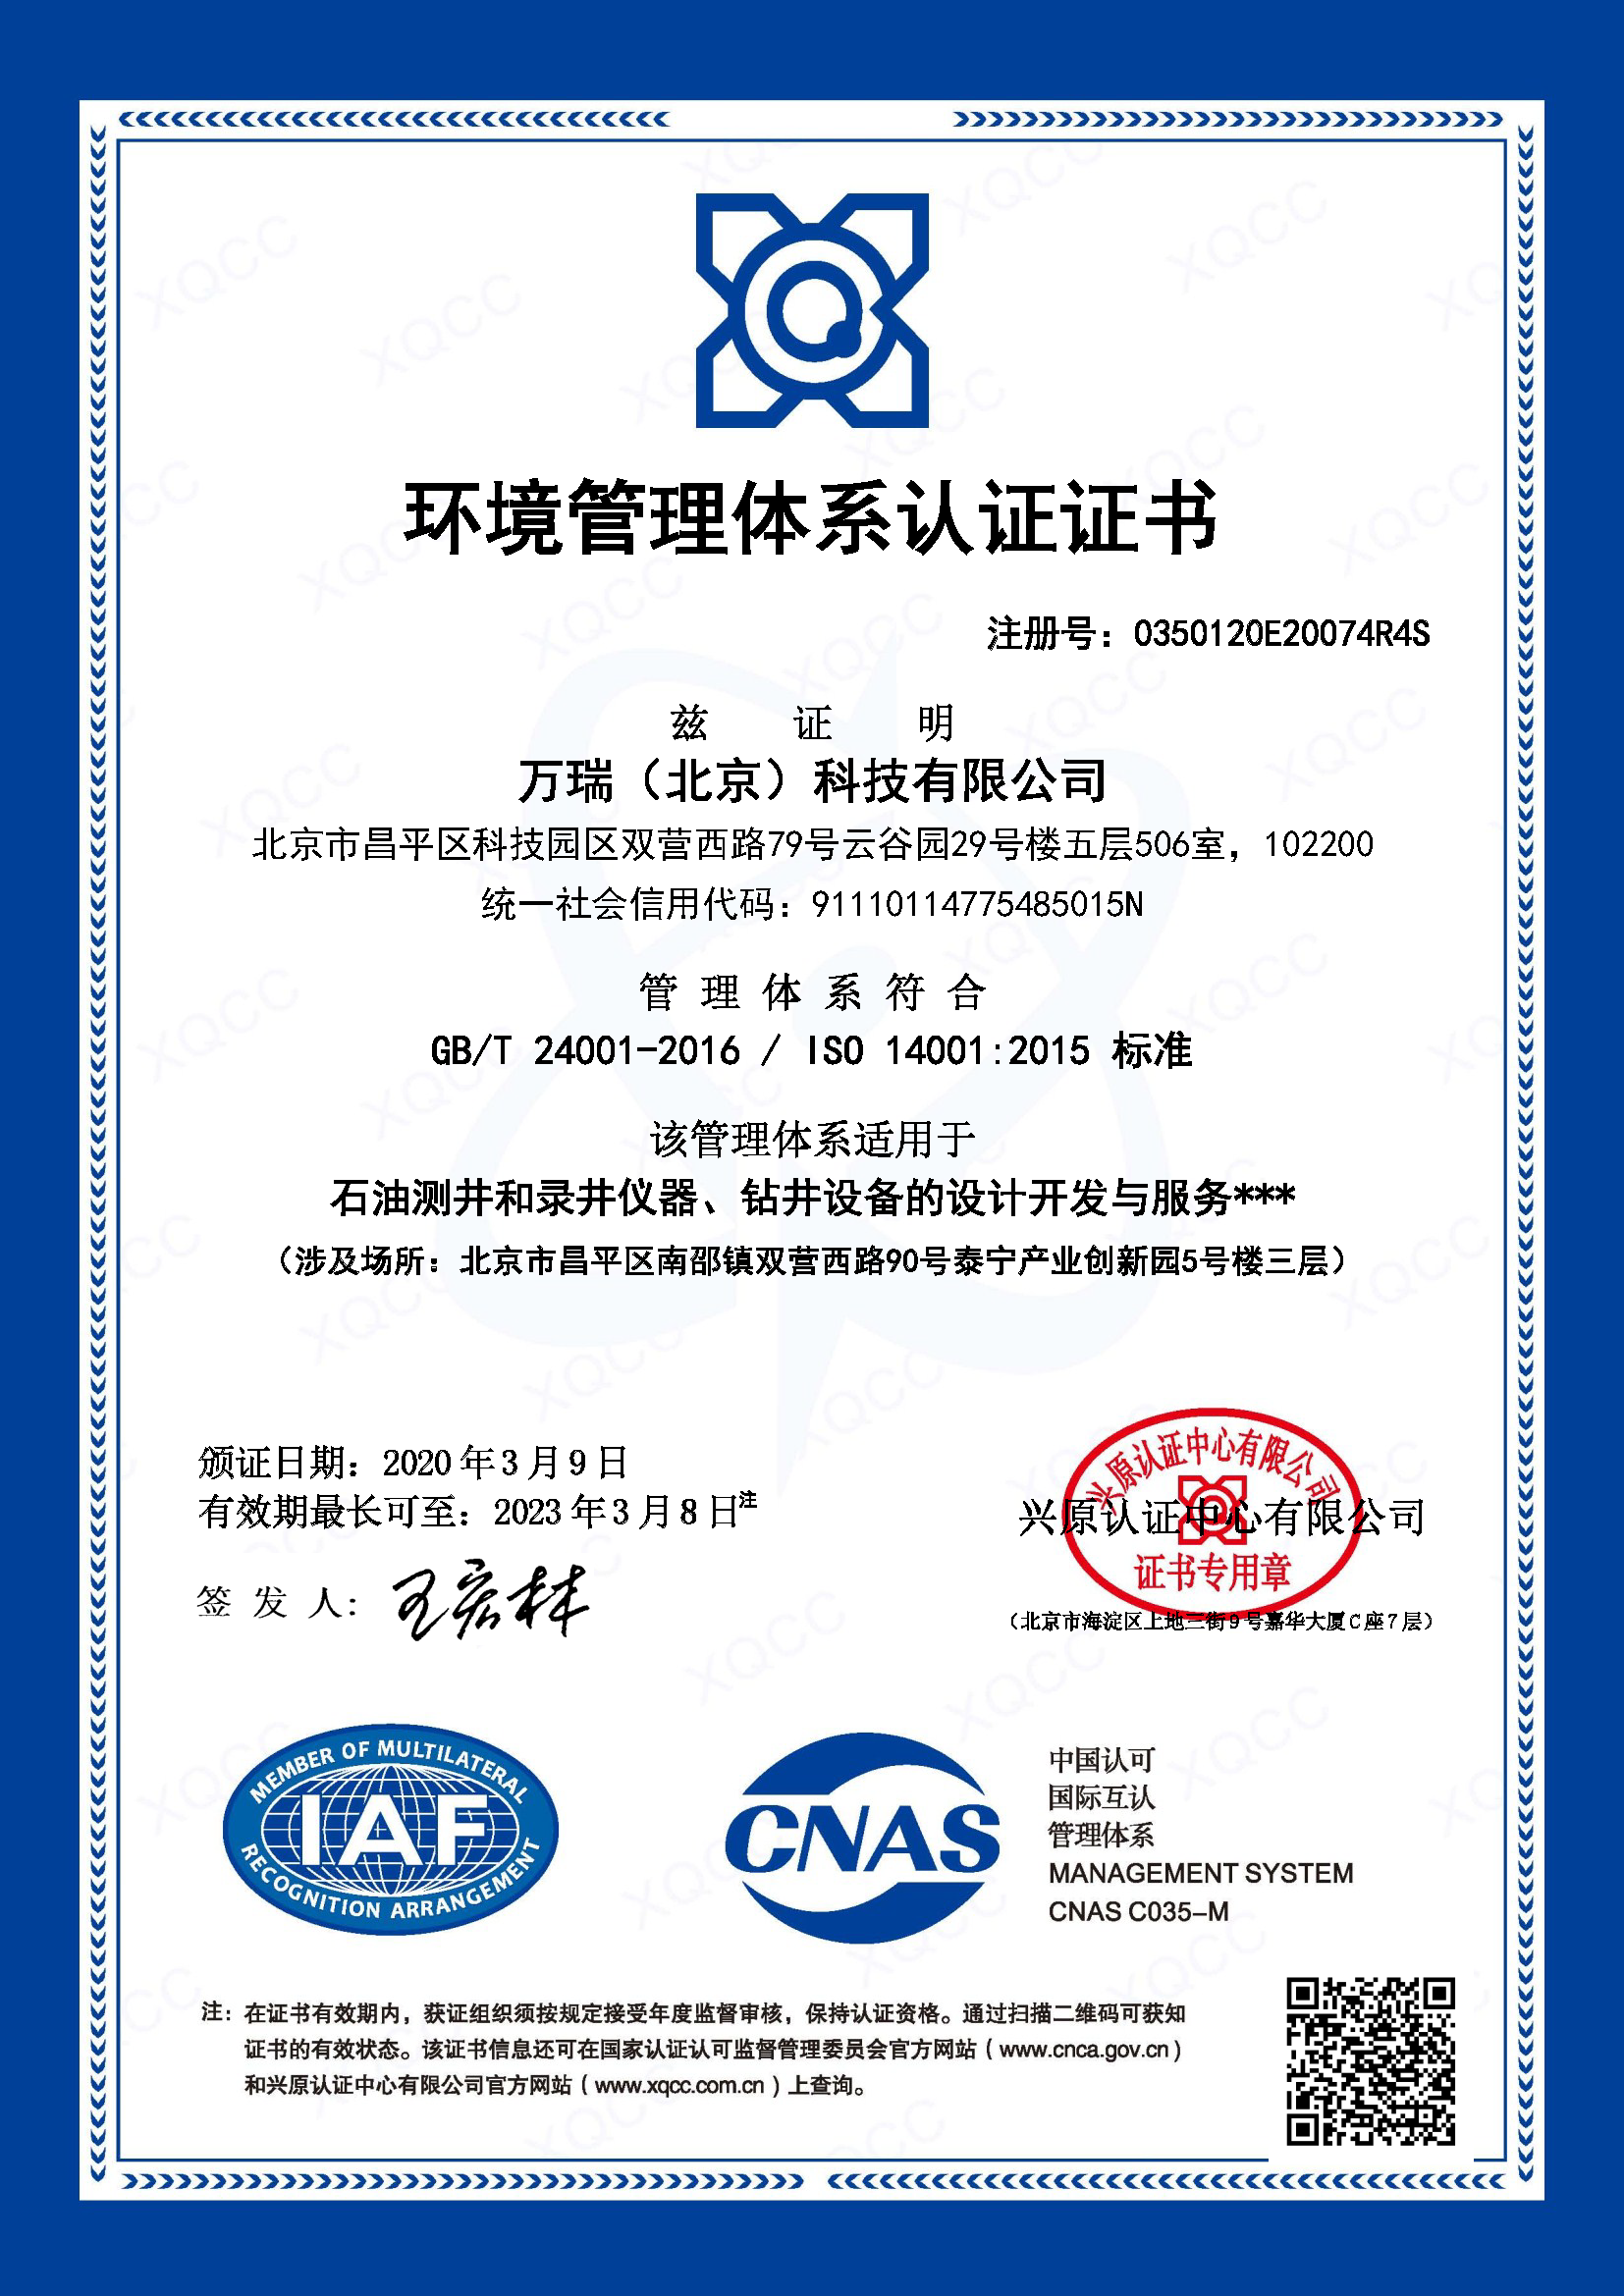 环境管理体系认证证书
注册号：0350120E20074R4S
兹 证 明
万瑞（北京）科技有限公司
北京市昌平区科技园区双营西路79号云谷园29号楼五层506室，102200
统一社会信用代码：91110114775485015N
管 理 体 系 符 合
GB/T 24001-2016 / ISO 14001:2015 标准
该管理体系适用于
石油测井和录井仪器、钻井设备的设计开发与服务***
（涉及场所：北京市昌平区南邵镇双营西路90号泰宁产业创新园5号楼三层）
颁证日期：2020年3月9日
有效期最长可至：2023年3月8日注
签 发 人：王宏林
兴原认证中心有限公司
兴原认证中心有限公司
证书专用章
（北京市海淀区上地三街9号嘉华大厦C座7层）
MEMBER OF MULTILATERAL
IAF
RECOGNITION ARRANGEMENT
CNAS
中国认可
国际互认
管理体系
MANAGEMENT SYSTEM
CNAS C035-M
注：在证书有效期内，获证组织须按规定接受年度监督审核，保持认证资格。通过扫描二维码可获知
证书的有效状态。该证书信息还可在国家认证认可监督管理委员会官方网站（www.cnca.gov.cn）
和兴原认证中心有限公司官方网站（www.xqcc.com.cn）上查询。